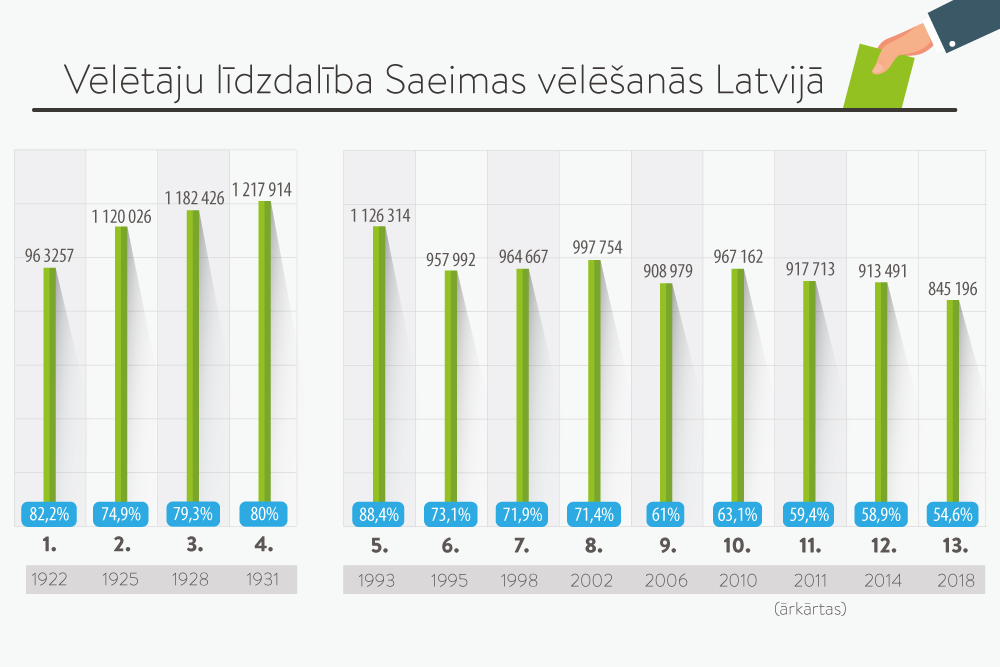 Vēlētāju līdzdalība Saeimas vēlēšanās Latvijā
96 3257 1 120 026 1 182 426 1 217 914
82,2% 74,9% 79,3% 80%
1. 2. 3. 4.
1922 1925 1928 1931
1 126 314 957 992 964 667 997 754 908 979 967 162 917 713 913 491 845 196
88,4% 73,1% 71,9% 71,4% 61% 63,1% 59,4% 58,9% 54,6%
5. 6. 7. 8. 9. 10. 11. 12. 13.
1993 1995 1998 2002 2006 2010 2011 2014 2018
(ārkārtas)